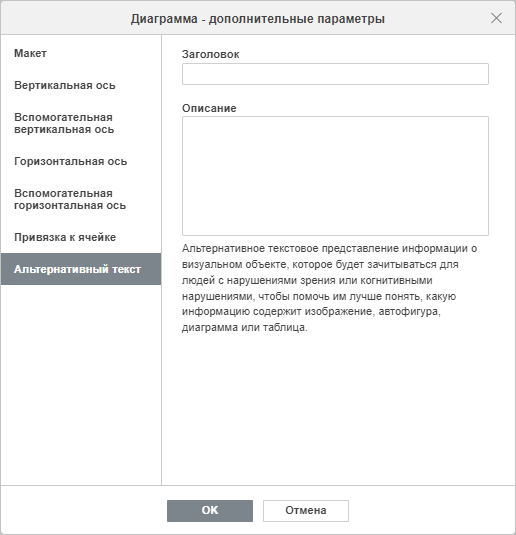 Диаграмма - дополнительные параметры
Макет
Вертикальная ось
Вспомогательная
вертикальная ось
Горизонтальная ось
Вспомогательная
горизонтальная ось
Привязка к ячейке
Альтернативный текст
Заголовок
Описание
Альтернативное текстовое представление информации о
визуальном объекте, которое будет зачитываться для
людей с нарушениями зрения или когнитивными
нарушениями, чтобы помочь им лучше понять, какую
информацию содержит изображение, автофигура,
диаграмма или таблица.
ОК
Отмена